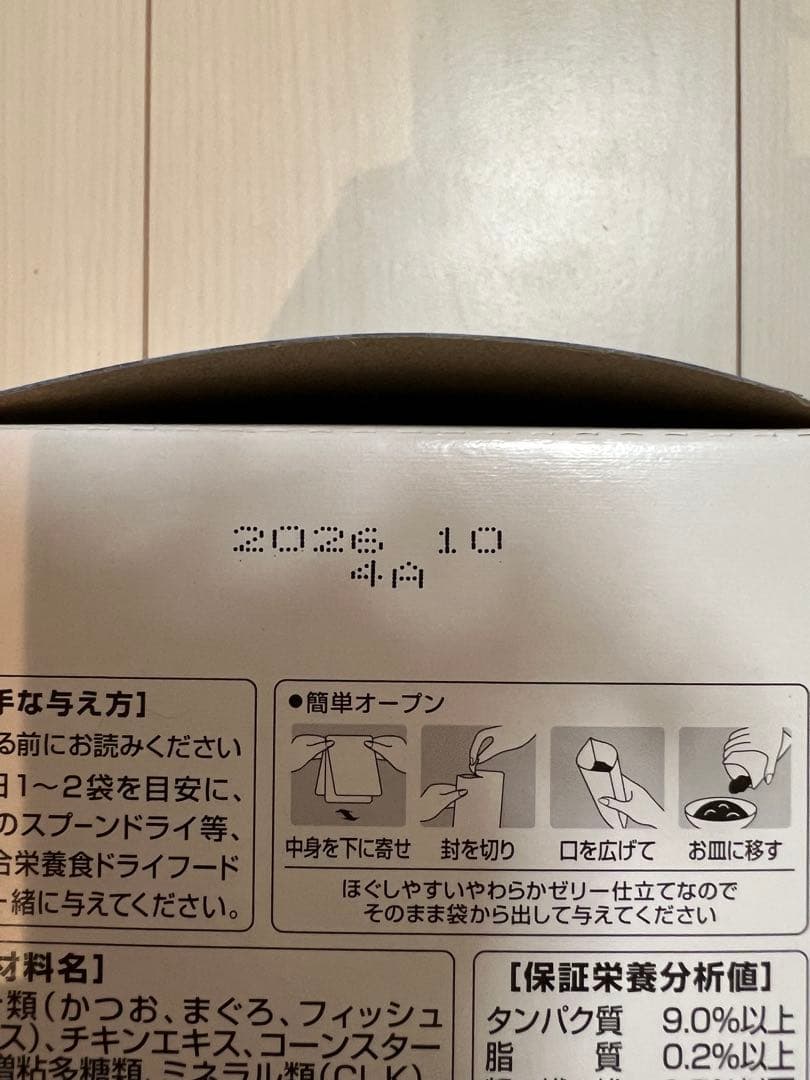 2026 10
4A
手な与え方]
る前にお読みください
日1〜2袋を目安に、
のスプーンドライ等、
合栄養食ドライフード
一緒に与えてください。
●簡単オープン
中身を下に寄せ 封を切り 口を広げて お皿に移す
ほぐしやすいやわらかゼリー仕立てなので
そのまま袋から出して与えてください
材料名]
類(かつお、まぐろ、フィッシュ
ス)、チキンエキス、コーンスター
増粘多糖類、ミネラル類(Ca,K)
[保証栄養分析値]
タンパク質 9.0%以上
脂 質 0.2%以上